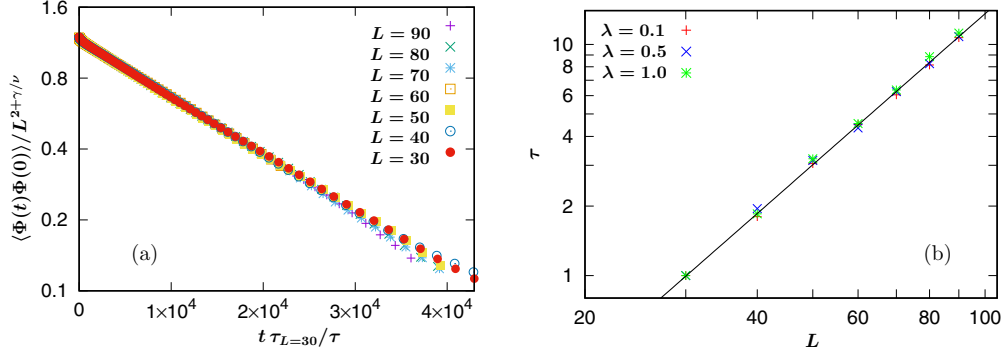 1.6
0.8
0.4
0.2
0.1
⟨Φ(t)Φ(0)⟩/L^{2+γ/ν}
(a)
L = 90
L = 80
L = 70
L = 60
L = 50
L = 40
L = 30
0 1×10^4 2×10^4 3×10^4 4×10^4
t τ_{L=30}/τ
10
8
6
4
2
1
τ
λ = 0.1
λ = 0.5
λ = 1.0
(b)
20 40 60 80 100
L